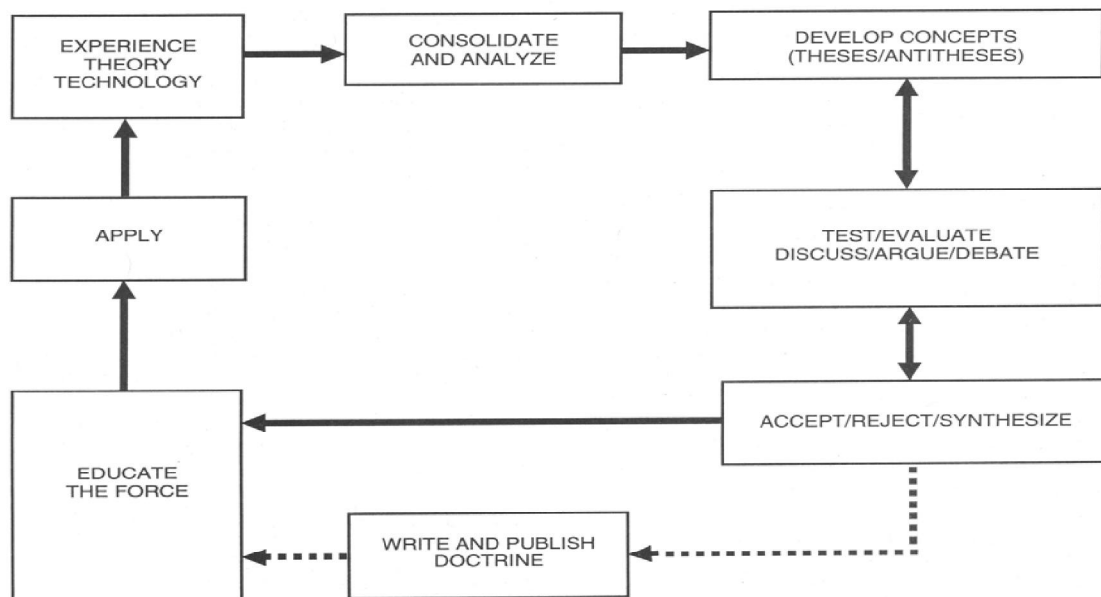 EXPERIENCE
THEORY
TECHNOLOGY
CONSOLIDATE
AND ANALYZE
DEVELOP CONCEPTS
(THESES/ANTITHESES)
APPLY
TEST/EVALUATE
DISCUSS/ARGUE/DEBATE
ACCEPT/REJECT/SYNTHESIZE
EDUCATE
THE FORCE
WRITE AND PUBLISH
DOCTRINE